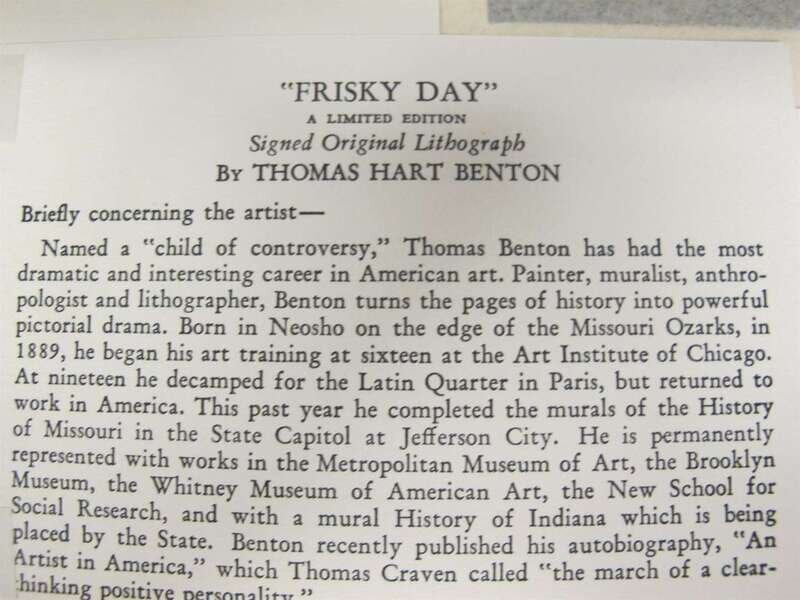 "FRISKY DAY"
A LIMITED EDITION
Signed Original Lithograph
By THOMAS HART BENTON
Briefly concerning the artist—
Named a "child of controversy," Thomas Benton has had the most
dramatic and interesting career in American art. Painter, muralist, anthro-
pologist and lithographer, Benton turns the pages of history into powerful
pictorial drama. Born in Neosho on the edge of the Missouri Ozarks, in
1889, he began his art training at sixteen at the Art Institute of Chicago.
At nineteen he decamped for the Latin Quarter in Paris, but returned to
work in America. This past year he completed the murals of the History
of Missouri in the State Capitol at Jefferson City. He is permanently
represented with works in the Metropolitan Museum of Art, the Brooklyn
Museum, the Whitney Museum of American Art, the New School for
Social Research, and with a mural History of Indiana which is being
placed by the State. Benton recently published his autobiography, "An
Artist in America," which Thomas Craven called "the march of a clear-
thinking positive personality."